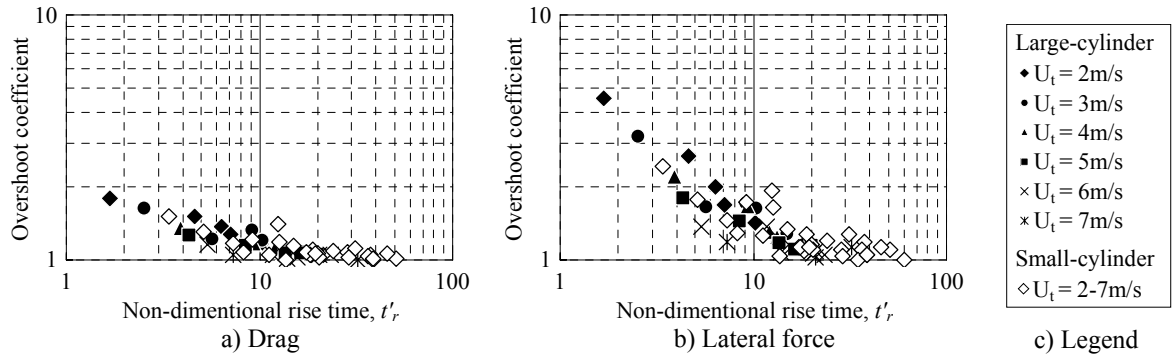 10
Overshoot coefficient
1
1
10
100
Non-dimentional rise time, t'r
a) Drag
10
Overshoot coefficient
1
1
10
100
Non-dimentional rise time, t'r
b) Lateral force
Large-cylinder
Ut = 2m/s
Ut = 3m/s
Ut = 4m/s
Ut = 5m/s
Ut = 6m/s
Ut = 7m/s
Small-cylinder
Ut = 2-7m/s
c) Legend